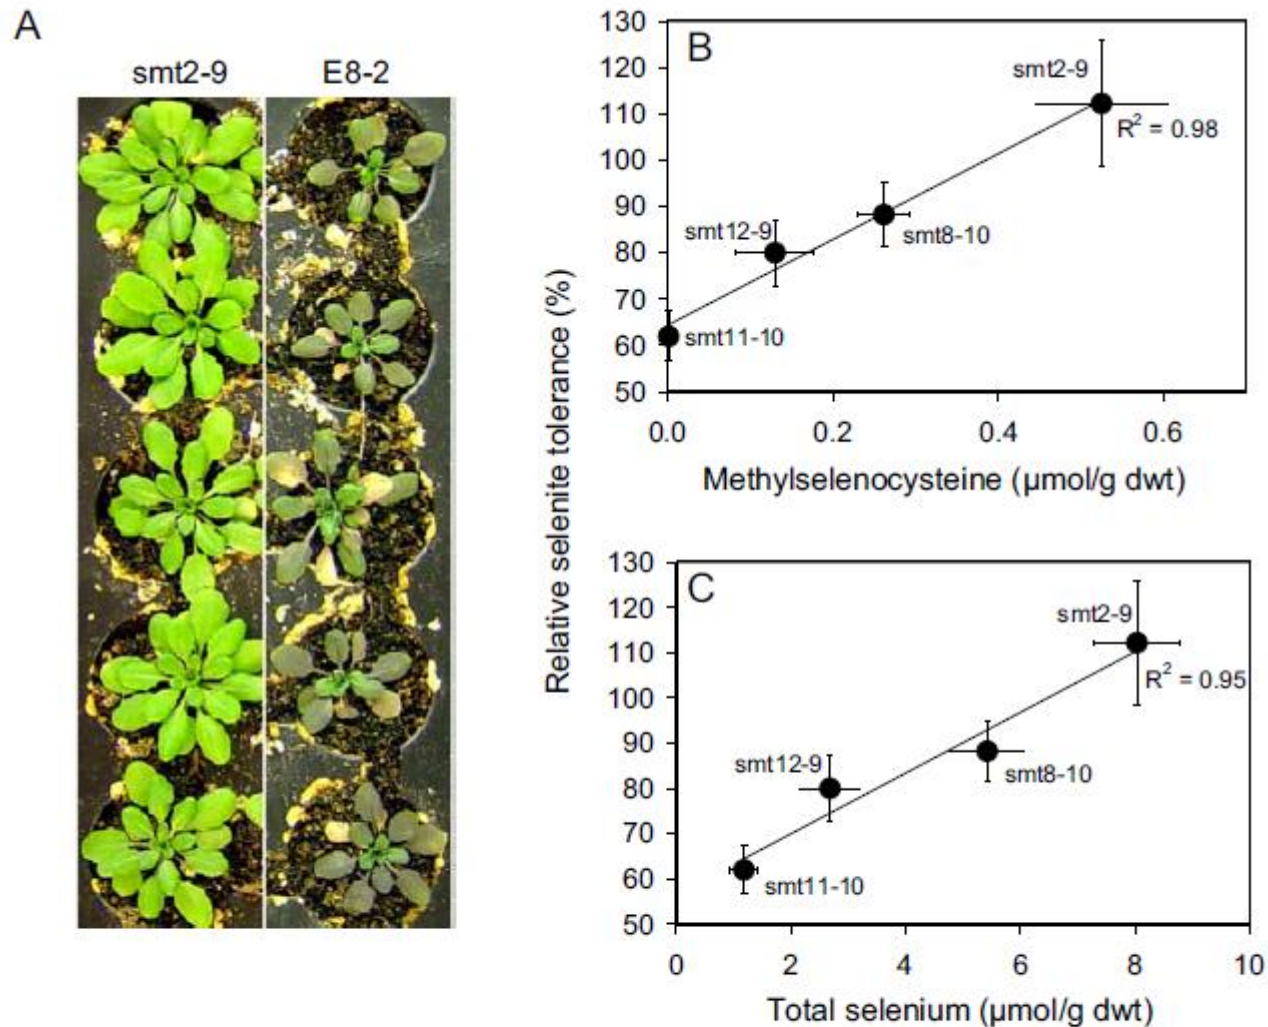 A
smt2-9 E8-2
Relative selenite tolerance (%)
B
130
120
110
100
90
80
70
60
50
smt2-9
R² = 0.98
smt12-9
smt8-10
smt11-10
0.0 0.2 0.4 0.6
Methylselenocysteine (µmol/g dwt)
C
130
120
110
100
90
80
70
60
50
smt2-9
R² = 0.95
smt12-9
smt8-10
smt11-10
0 2 4 6 8 10
Total selenium (µmol/g dwt)